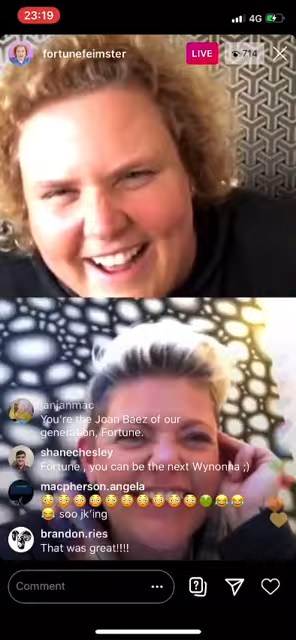 23:19
4G
fortunefeimster
LIVE
714
janjanmac
You're the Joan Baez of our
generation, Fortune.
shanechesley
Fortune , you can be the next Wynonna ;)
macpherson.angela
😳😳😳😳😳😳😳😳😳😳🤢😂😂
😂 soo jk'ing
brandon.ries
That was great!!!!
Comment